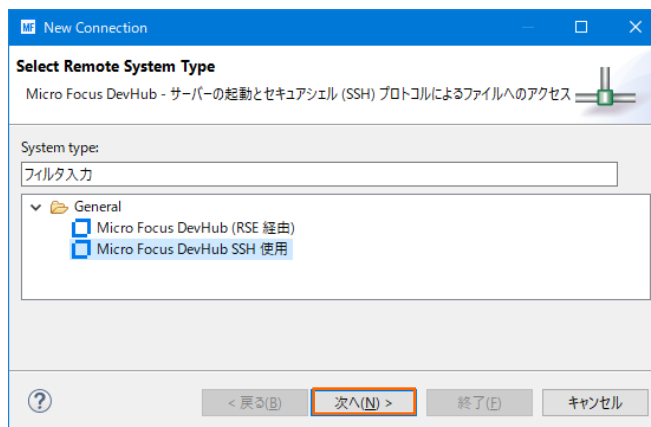 MF New Connection
Select Remote System Type
Micro Focus DevHub - サーバーの起動とセキュアシェル (SSH) プロトコルによるファイルへのアクセス
System type:
フィルタ入力
General
Micro Focus DevHub (RSE 経由)
Micro Focus DevHub SSH 使用
?
< 戻る(B)
次へ(N) >
終了(F)
キャンセル